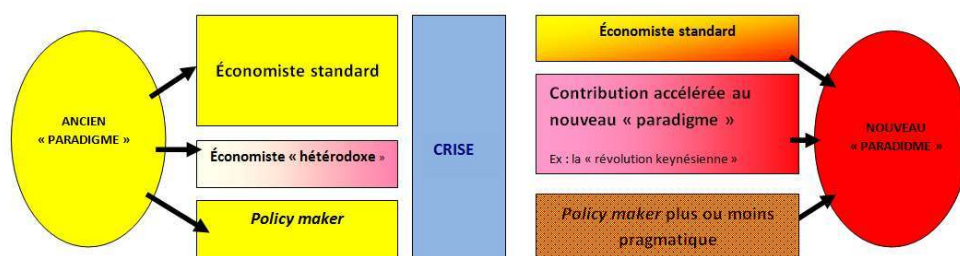 ANCIEN
« PARADIGME »
Économiste standard
Économiste « hétérodoxe »
Policy maker
CRISE
Économiste standard
Contribution accélérée au
nouveau « paradigme »
Ex : la « révolution keynésienne »
Policy maker plus ou moins
pragmatique
NOUVEAU
« PARADIDME »